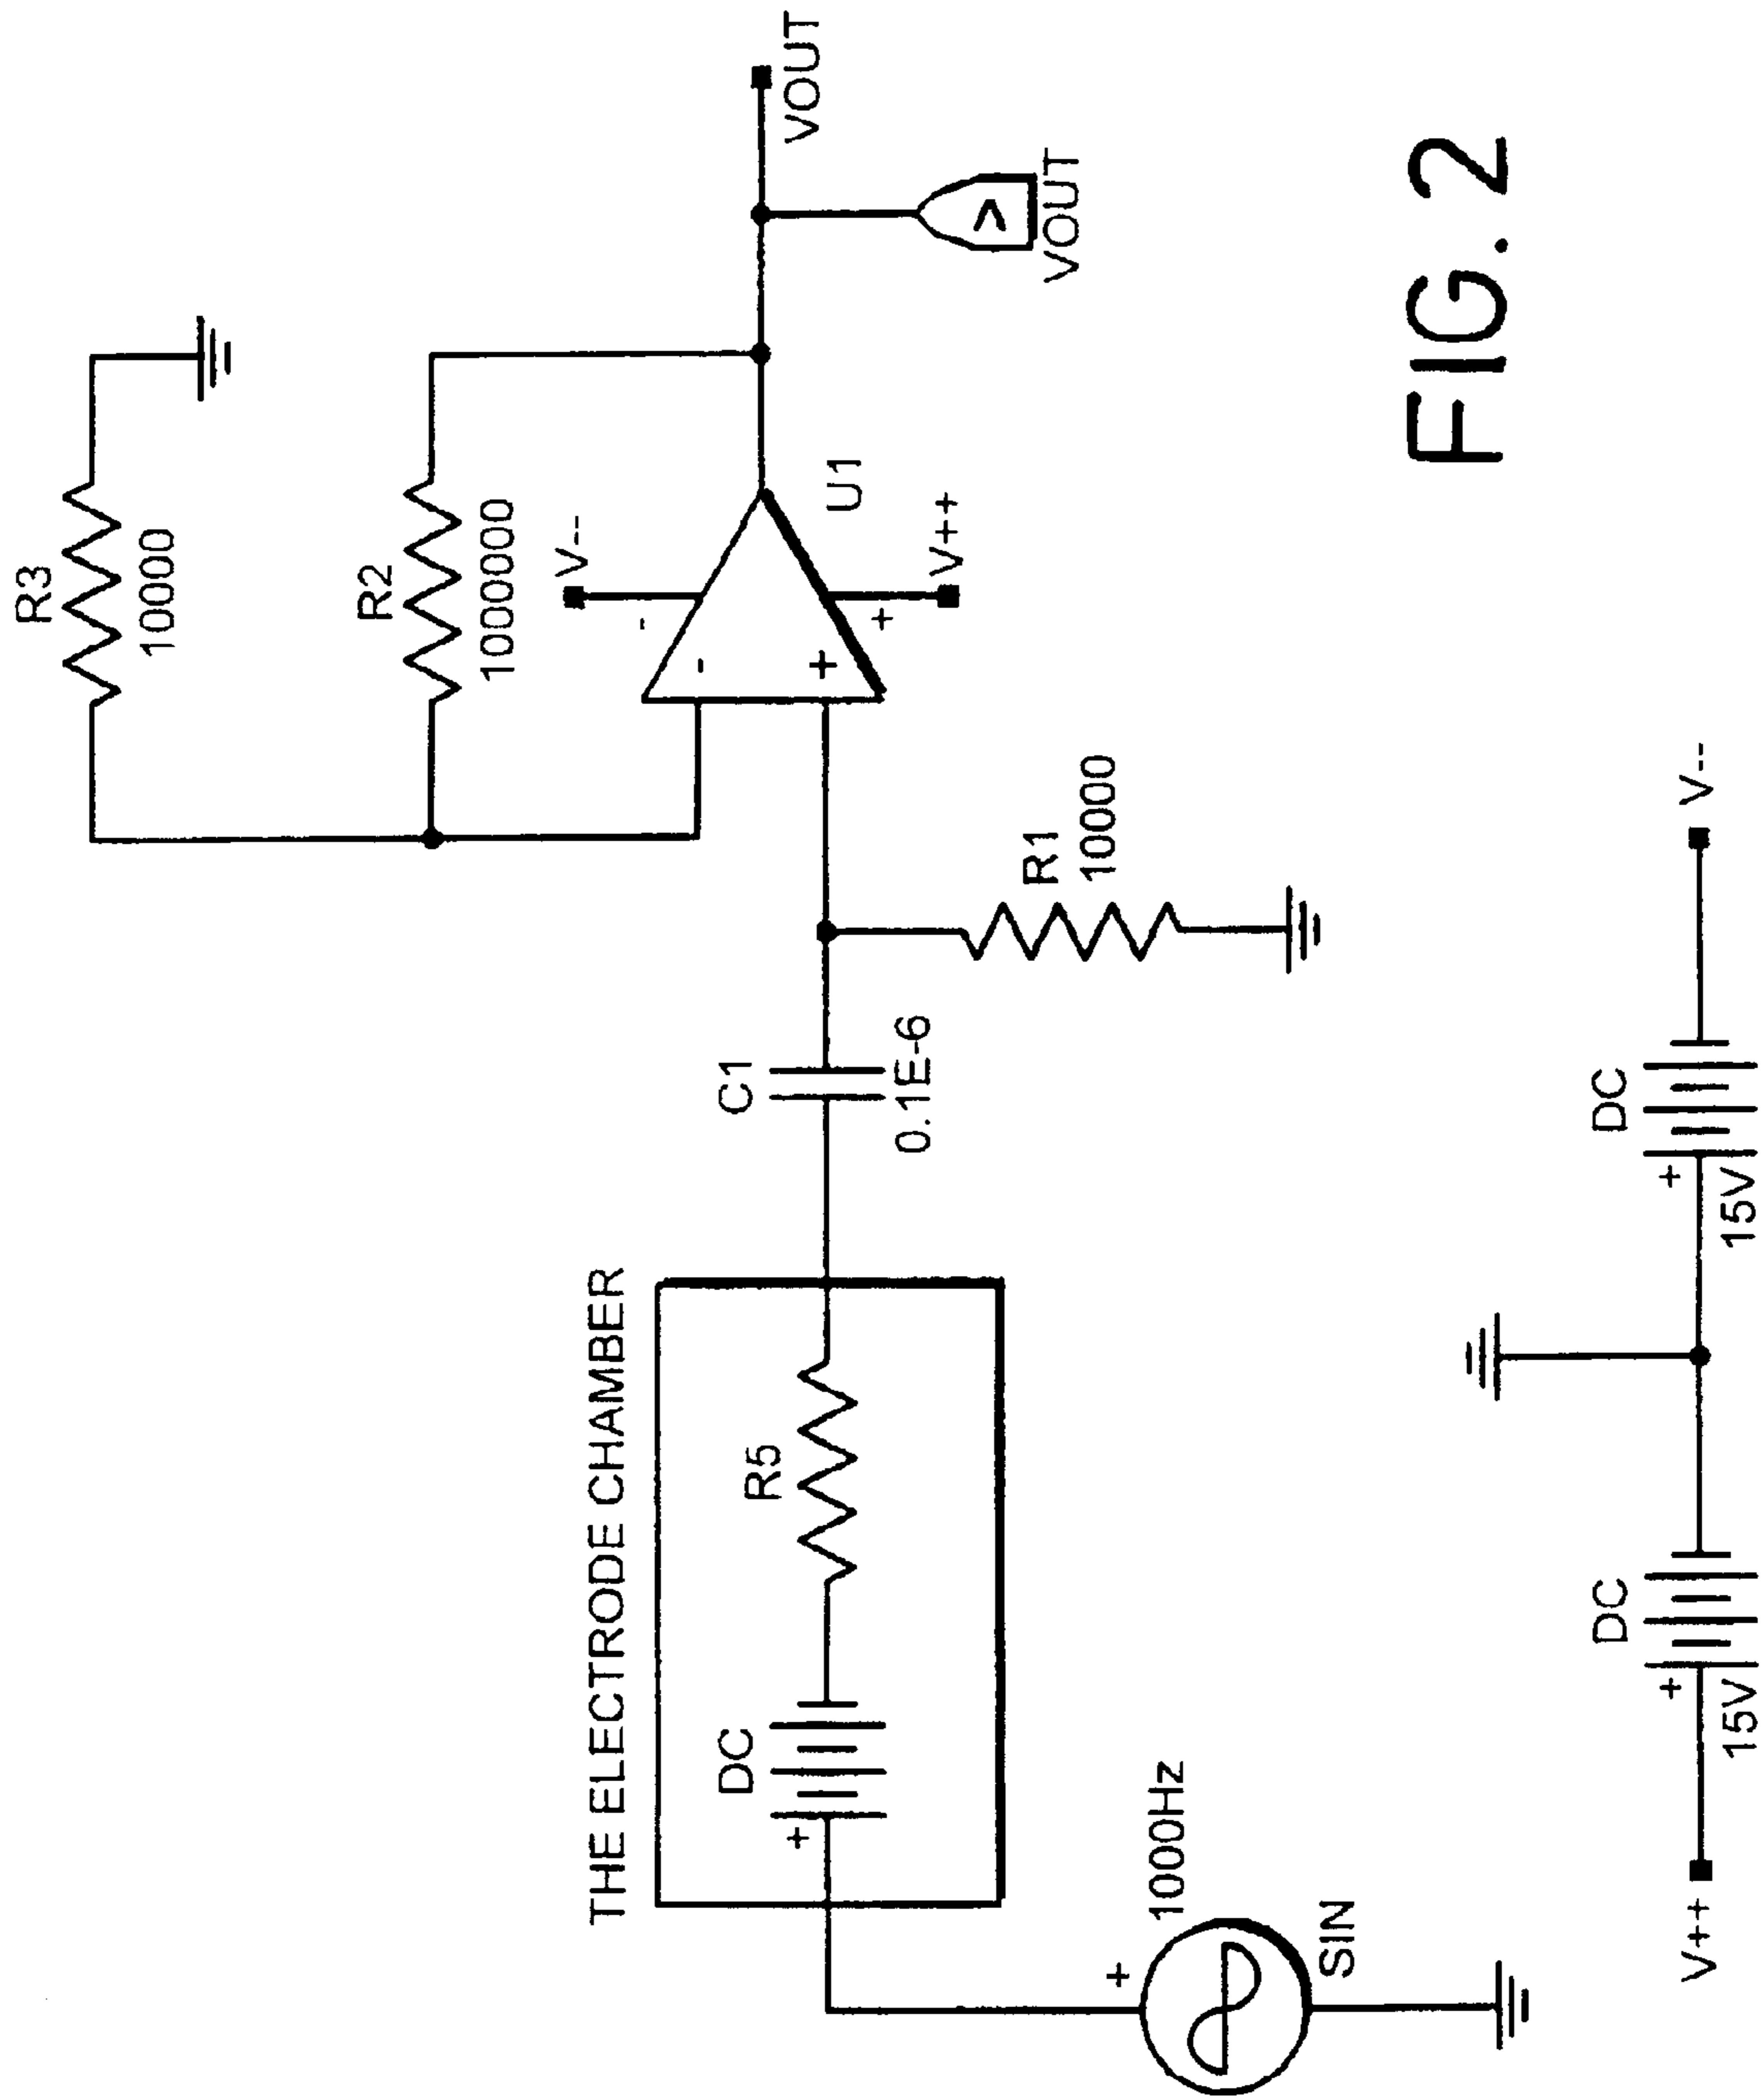 R3
10000
R2
1000000
V--
-
-
THE ELECTRODE CHAMBER
DC
R5
C1
+
VOUT
+
U1
+
0.1E-6
V++
R1
10000
VOUT
+
1000Hz
SIN
FIG. 2
DC
DC
+
+
V++
V--
15V
15V